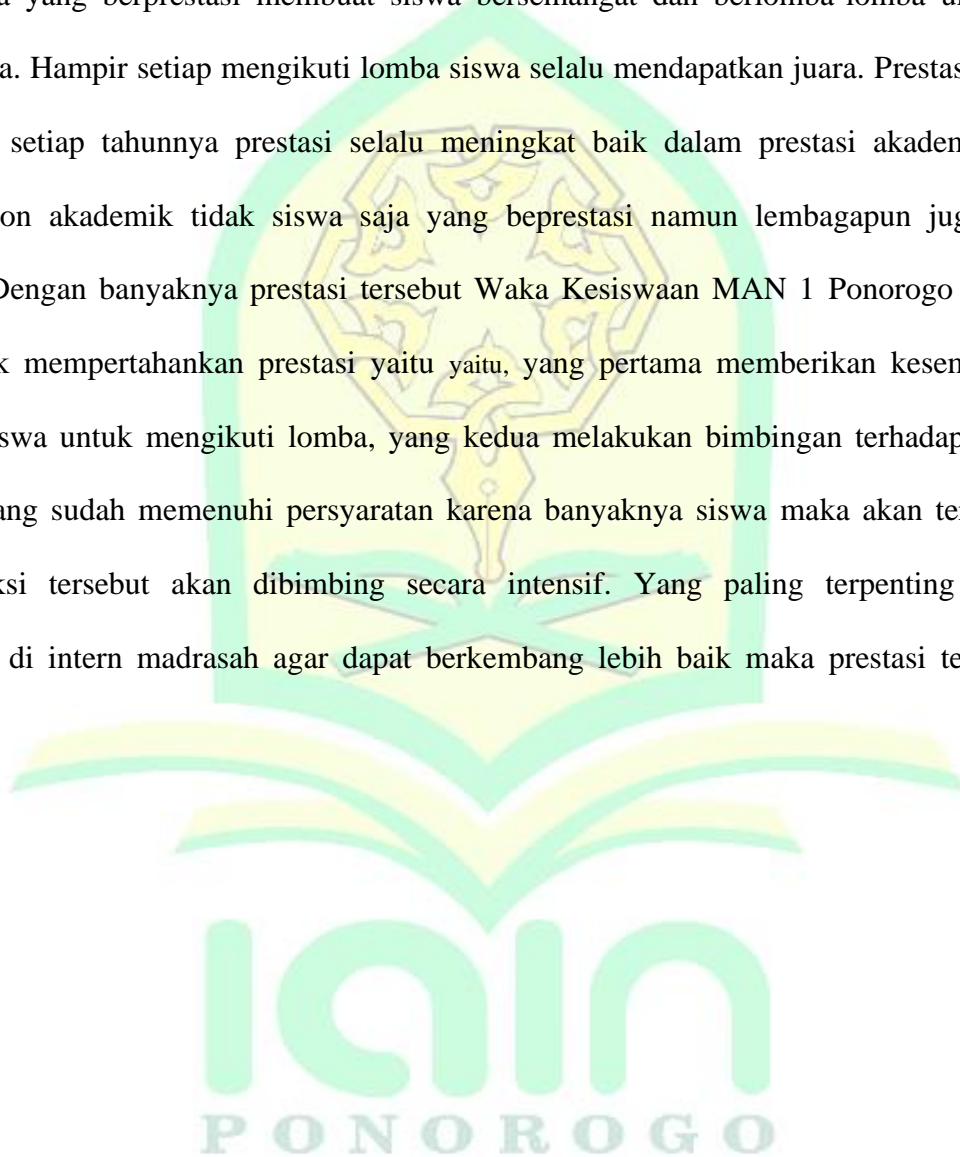 yang berprestasi membuat siswa bersemangat dan berlomba-lomba
a. Hampir setiap mengikuti lomba siswa selalu mendapatkan juara. Prestas
setiap tahunnya prestasi selalu meningkat baik dalam prestasi akadem
on akademik tidak siswa saja yang beprestasi namun lembagapun jug
Dengan banyaknya prestasi tersebut Waka Kesiswaan MAN 1 Ponorogo
k mempertahankan prestasi yaitu yaitu, yang pertama memberikan kesem
swa untuk mengikuti lomba, yang kedua melakukan bimbingan terhadap
ang sudah memenuhi persyaratan karena banyaknya siswa maka akan te
ksi tersebut akan dibimbing secara intensif. Yang paling terpenting
di intern madrasah agar dapat berkembang lebih baik maka prestasi te
iain
PONOROGO